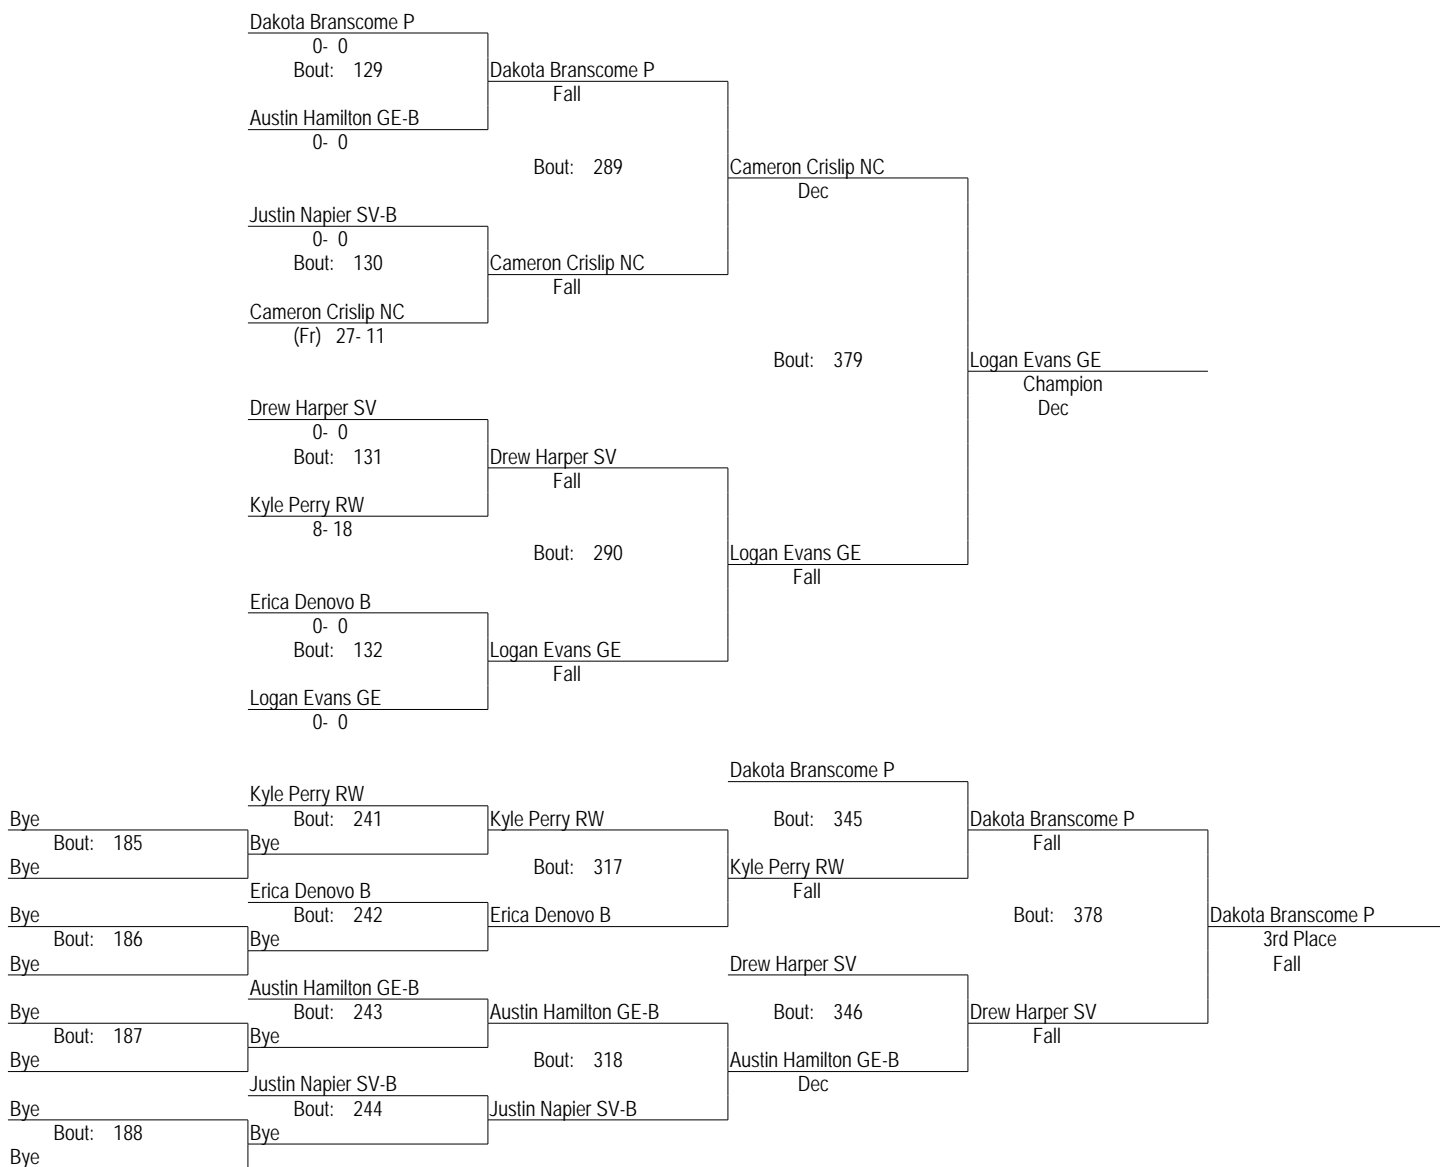 Dakota Branscome P
0- 0
Bout: 129
Dakota Branscome P
Fall
Austin Hamilton GE-B
0- 0
Bout: 289
Cameron Crislip NC
Dec
Justin Napier SV-B
0- 0
Bout: 130
Cameron Crislip NC
Fall
Cameron Crislip NC
(Fr) 27- 11
Bout: 379
Logan Evans GE
Champion
Dec
Drew Harper SV
0- 0
Bout: 131
Drew Harper SV
Fall
Kyle Perry RW
8- 18
Bout: 290
Logan Evans GE
Fall
Erica Denovo B
0- 0
Bout: 132
Logan Evans GE
Fall
Logan Evans GE
0- 0
Dakota Branscome P
Kyle Perry RW
Bye
Bout: 241
Kyle Perry RW
Bout: 345
Dakota Branscome P
Bout: 185
Bye
Fall
Bye
Bout: 317
Kyle Perry RW
Fall
Erica Denovo B
Bye
Bout: 242
Erica Denovo B
Bout: 378
Dakota Branscome P
Bout: 186
Bye
3rd Place
Bye
Drew Harper SV
Fall
Austin Hamilton GE-B
Bye
Bout: 243
Austin Hamilton GE-B
Bout: 346
Drew Harper SV
Bout: 187
Bye
Fall
Bye
Bout: 318
Austin Hamilton GE-B
Dec
Justin Napier SV-B
Bye
Bout: 244
Justin Napier SV-B
Bout: 188
Bye
Bye